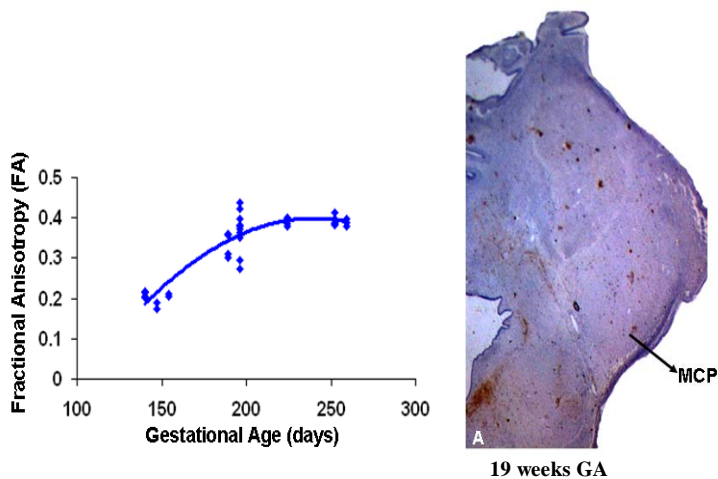 Fractional Anisotropy (FA)
0.5
0.4
0.3
0.2
0.1
0
100 150 200 250 300
Gestational Age (days)
MCP
A
19 weeks GA